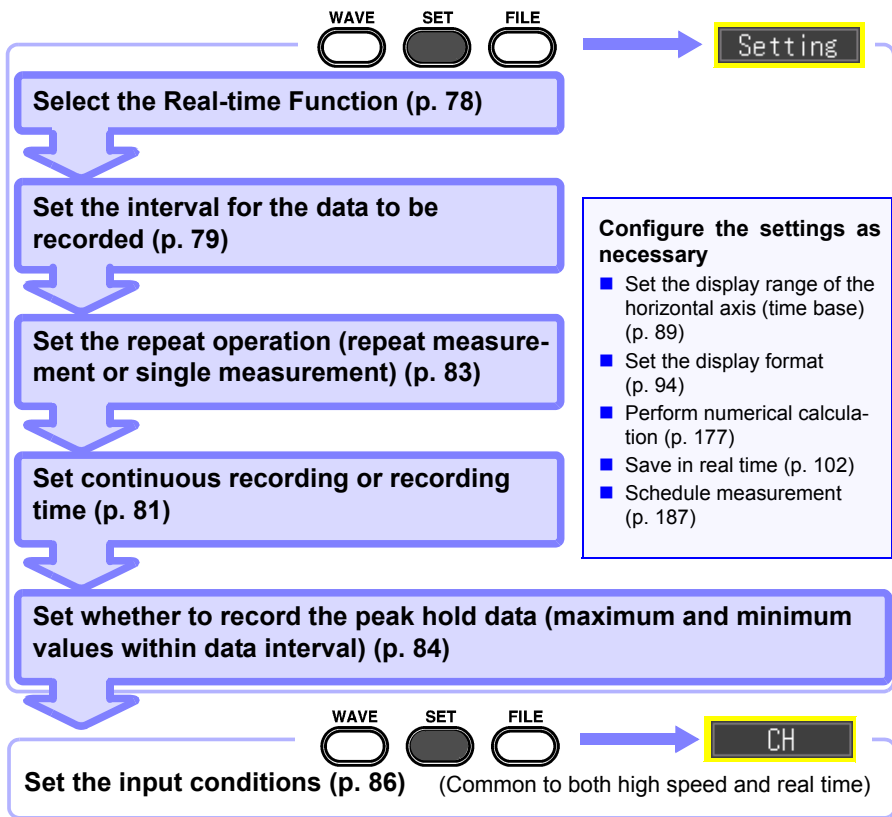 WAVE SET FILE
Setting
Select the Real-time Function (p. 78)
Set the interval for the data to be
recorded (p. 79)
Set the repeat operation (repeat measure-
ment or single measurement) (p. 83)
Set continuous recording or recording
time (p. 81)
Set whether to record the peak hold data (maximum and minimum
values within data interval) (p. 84)
Configure the settings as
necessary
■ Set the display range of the
horizontal axis (time base)
(p. 89)
■ Set the display format
(p. 94)
■ Perform numerical calcula-
tion (p. 177)
■ Save in real time (p. 102)
■ Schedule measurement
(p. 187)
WAVE SET FILE
CH
Set the input conditions (p. 86) (Common to both high speed and real time)